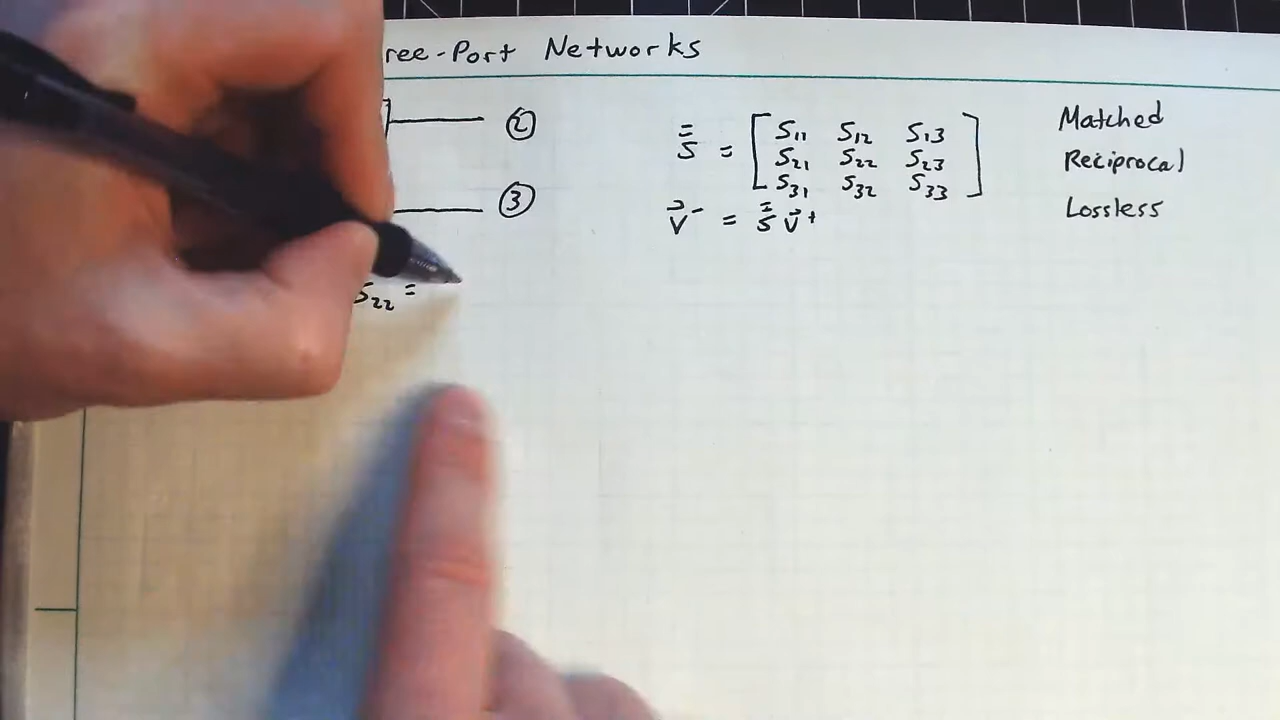 ree-Port Networks
②
③
S₂₂ =
S̿ = [ S₁₁ S₁₂ S₁₃
S₂₁ S₂₂ S₂₃
S₃₁ S₃₂ S₃₃ ]
V⃗⁻ = S̿ V⃗⁺
Matched
Reciprocal
Lossless